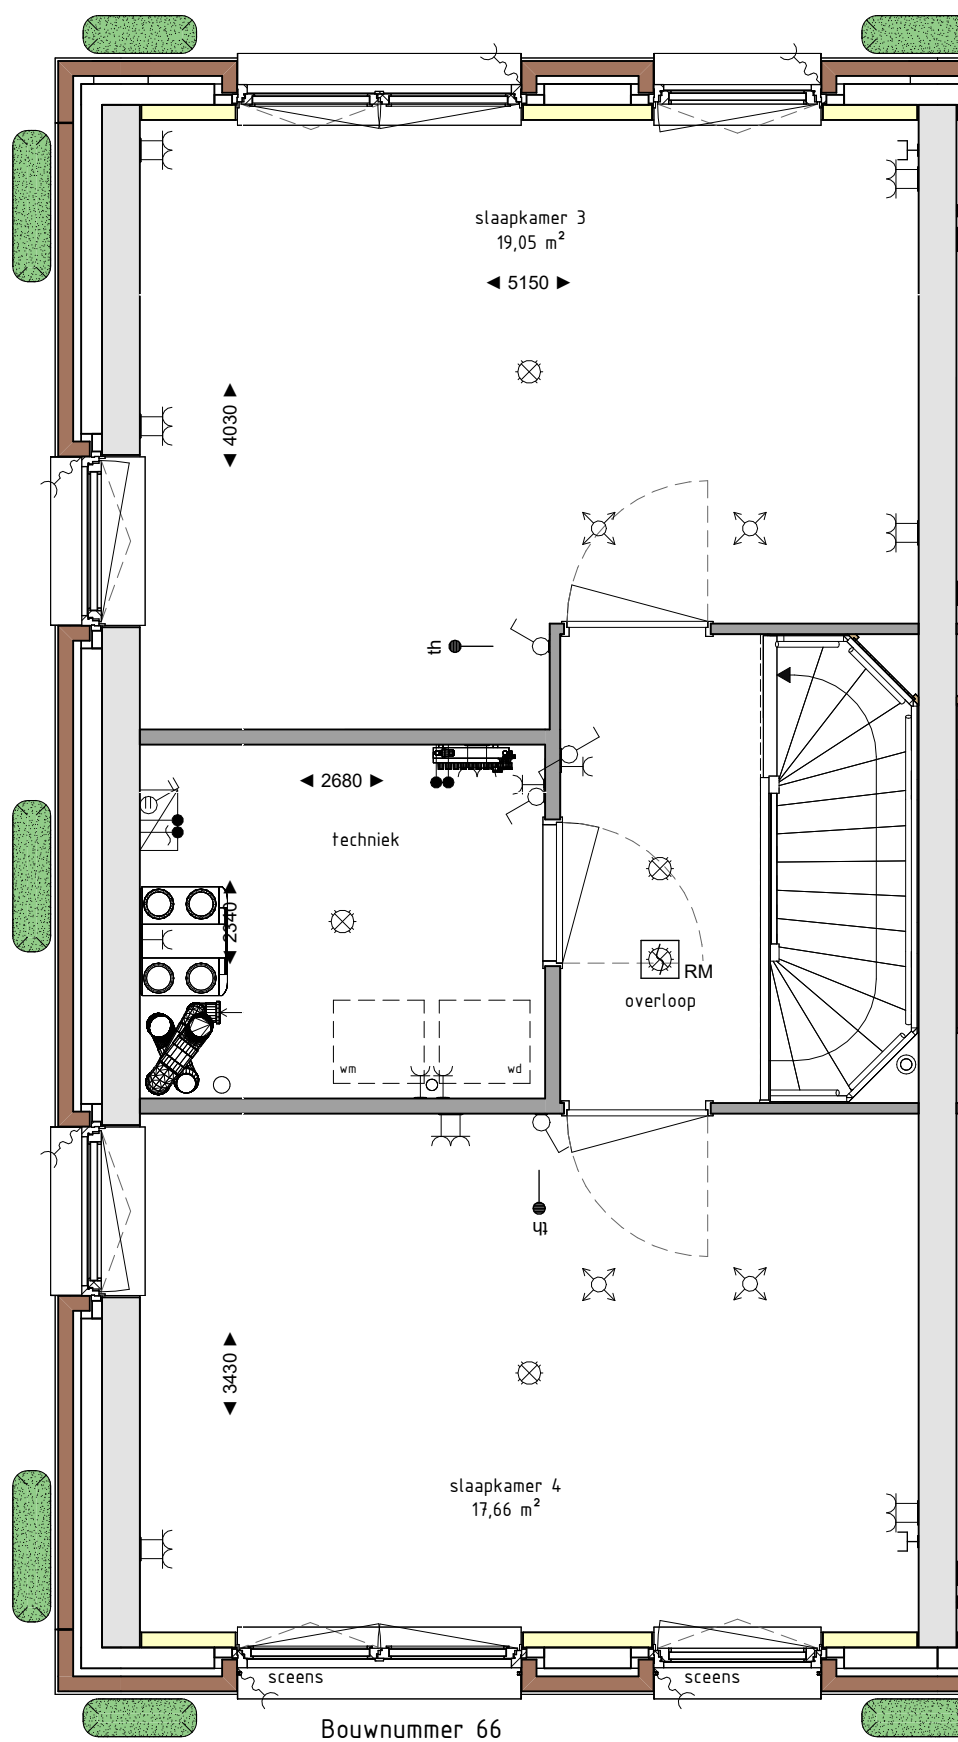 slaapkamer 3
19,05 m²
◄ 5150 ►
◄ 4030 ►
th
◄ 2680 ►
techniek
◄ 2340 ►
RM
overloop
wm
wd
th
◄ 3430 ►
slaapkamer 4
17,66 m²
sceens
sceens
Bouwnummer 66